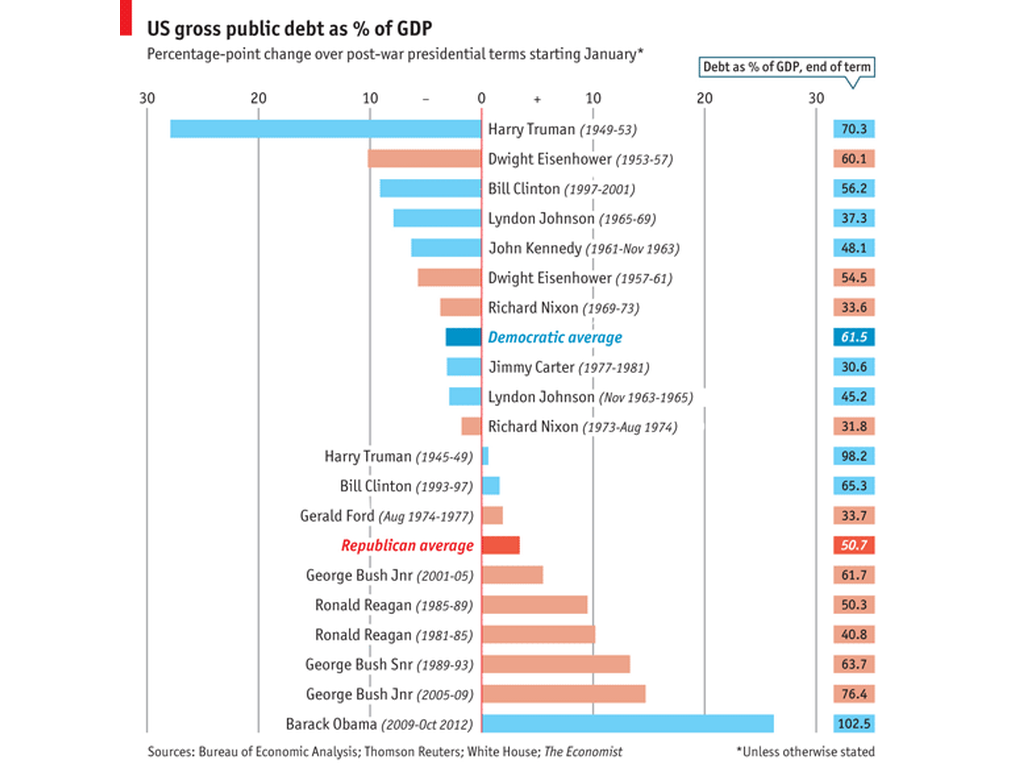 US gross public debt as % of GDP
Percentage-point change over post-war presidential terms starting January*
Debt as % of GDP, end of term
30 20 10 – 0 + 10 20 30
Harry Truman (1949-53) 70.3
Dwight Eisenhower (1953-57) 60.1
Bill Clinton (1997-2001) 56.2
Lyndon Johnson (1965-69) 37.3
John Kennedy (1961-Nov 1963) 48.1
Dwight Eisenhower (1957-61) 54.5
Richard Nixon (1969-73) 33.6
Democratic average 61.5
Jimmy Carter (1977-1981) 30.6
Lyndon Johnson (Nov 1963-1965) 45.2
Richard Nixon (1973-Aug 1974) 31.8
Harry Truman (1945-49) 98.2
Bill Clinton (1993-97) 65.3
Gerald Ford (Aug 1974-1977) 33.7
Republican average 50.7
George Bush Jnr (2001-05) 61.7
Ronald Reagan (1985-89) 50.3
Ronald Reagan (1981-85) 40.8
George Bush Snr (1989-93) 63.7
George Bush Jnr (2005-09) 76.4
Barack Obama (2009-Oct 2012) 102.5
Sources: Bureau of Economic Analysis; Thomson Reuters; White House; The Economist *Unless otherwise stated